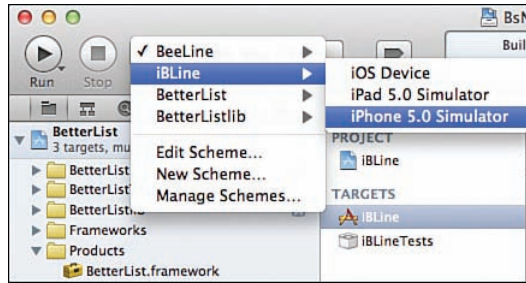 BsN
Buil
Run
Stop
✓ BeeLine
iBLine
BetterList
BetterListlib
Edit Scheme...
New Scheme...
Manage Schemes...
iOS Device
iPad 5.0 Simulator
iPhone 5.0 Simulator
BetterList
3 targets, mu
BetterList
BetterList
BetterListlib
Frameworks
Products
BetterList.framework
PROJECT
iBLine
TARGETS
iBLine
iBLineTests